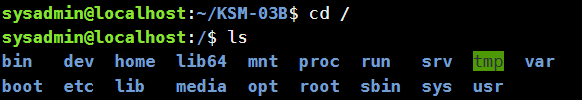 sysadmin@localhost:~/KSM-03B$ cd /
sysadmin@localhost:/$ ls
bin dev home lib64 mnt proc run srv tmp var
boot etc lib media opt root sbin sys usr